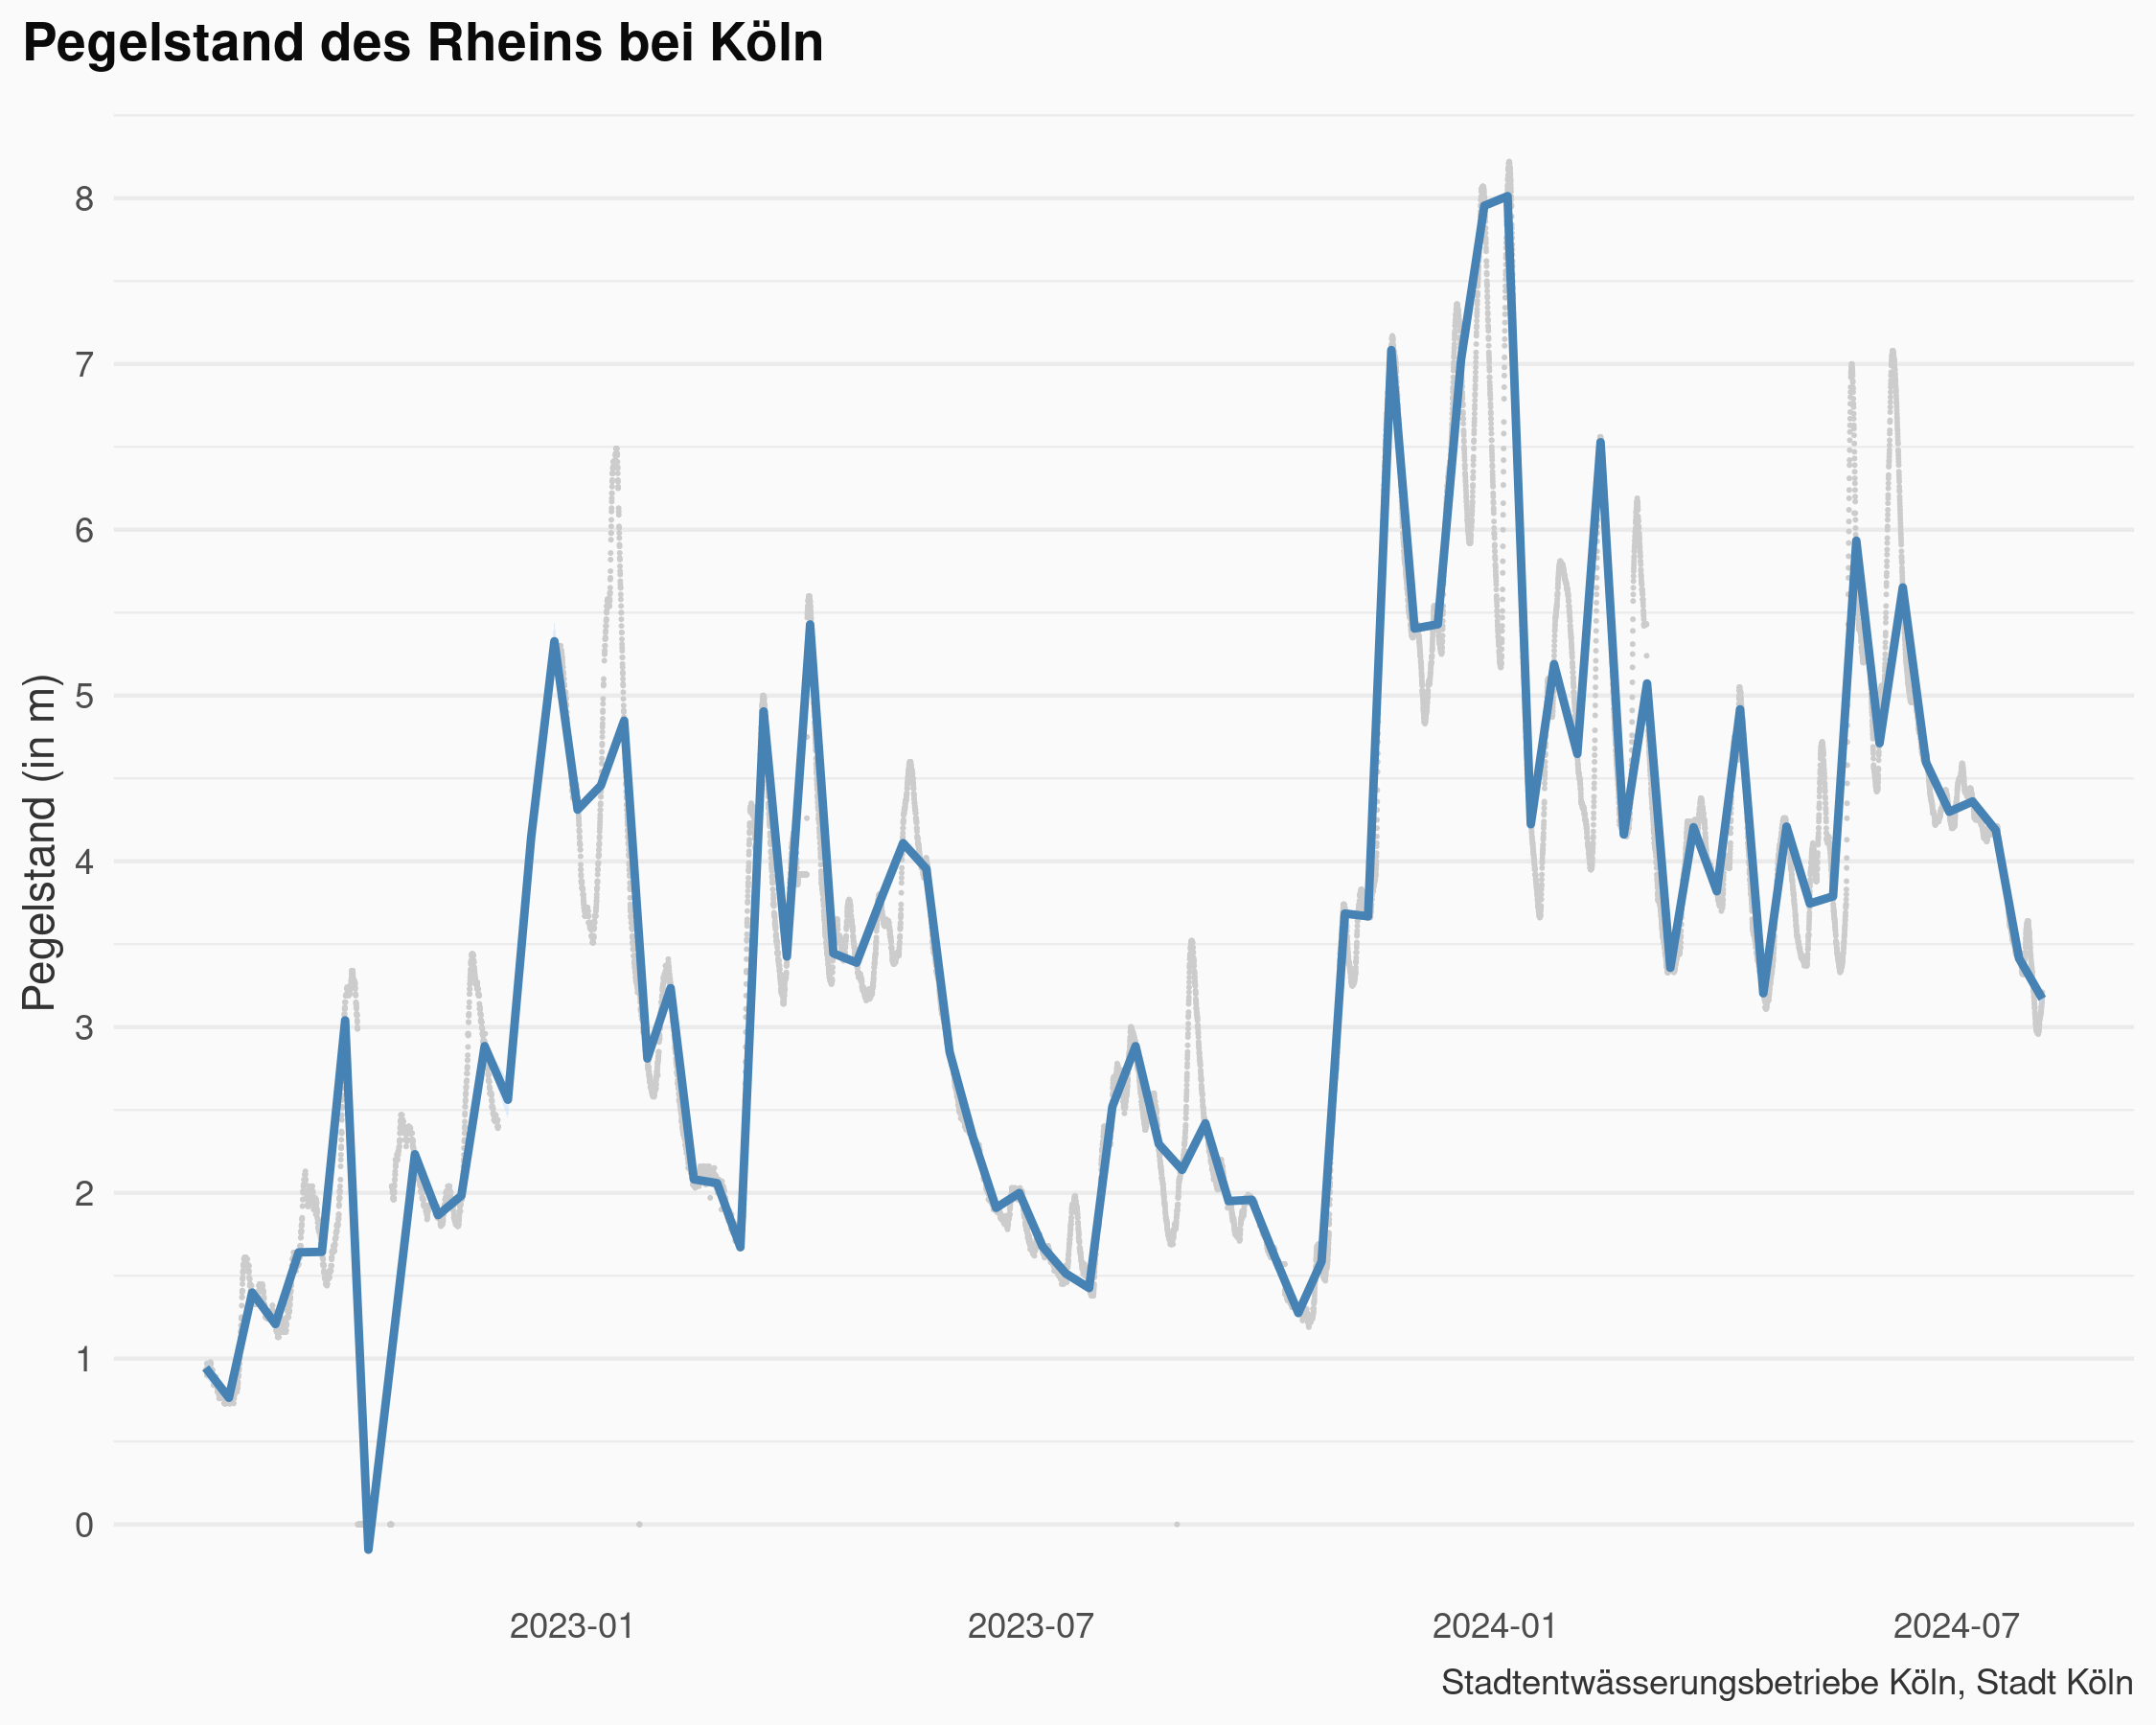 Pegelstand des Rheins bei Köln
Pegelstand (in m)
8
7
6
5
4
3
2
1
0
2023-01 2023-07 2024-01 2024-07
Stadtentwässerungsbetriebe Köln, Stadt Köln